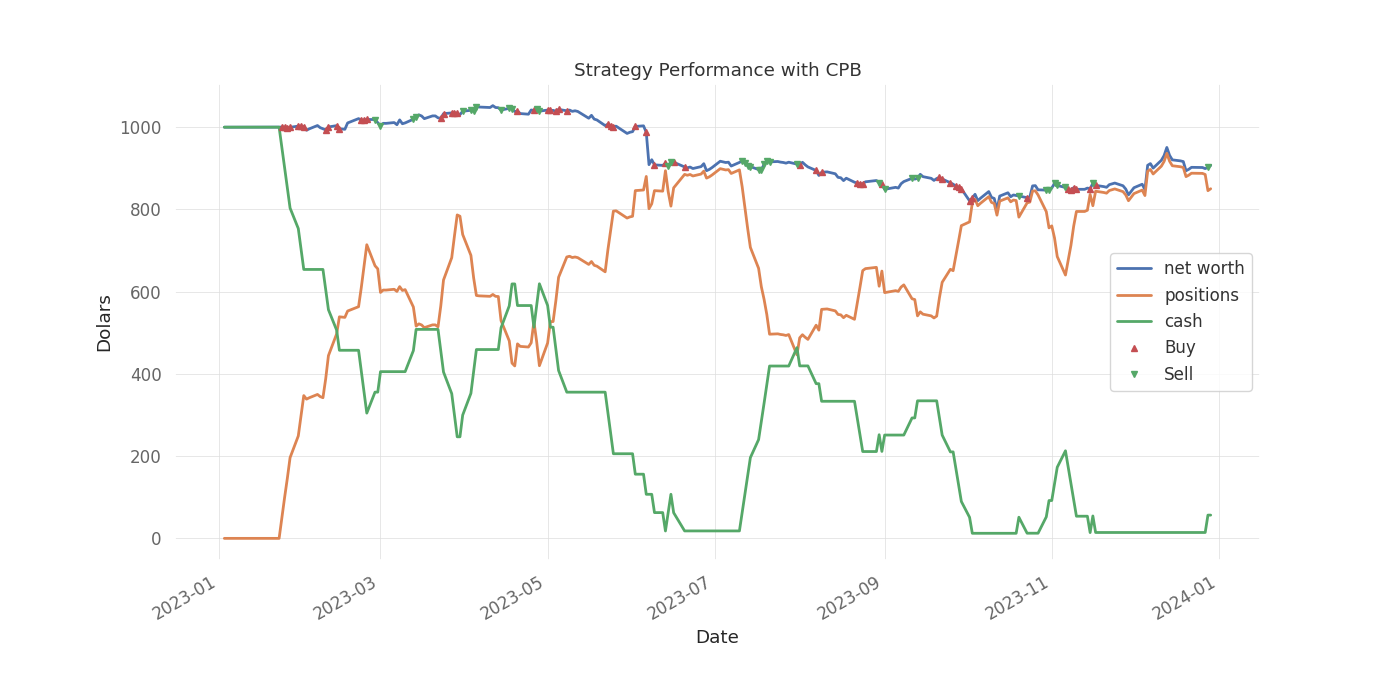 Strategy Performance with CPB
1000
800
600
400
200
0
Dolars
net worth
positions
cash
Buy
Sell
2023-01
2023-03
2023-05
2023-07
2023-09
2023-11
2024-01
Date